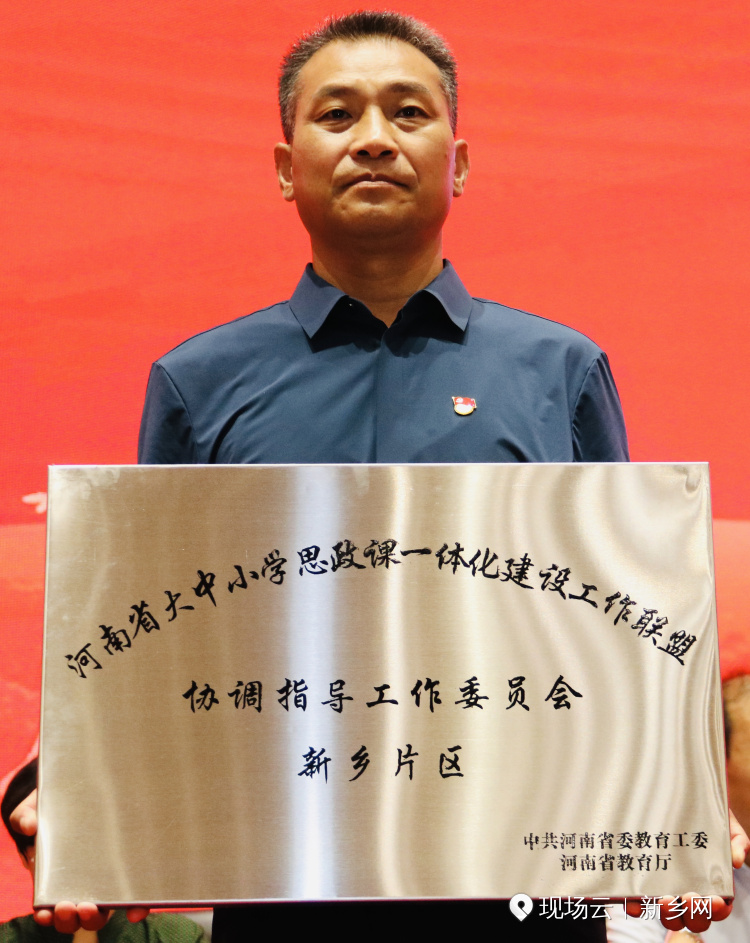 河南省大中小学思政课一体化建设工作联盟
协调指导工作委员会
新乡片区
中共河南省委教育工委
河南省教育厅
现场云 | 新乡网